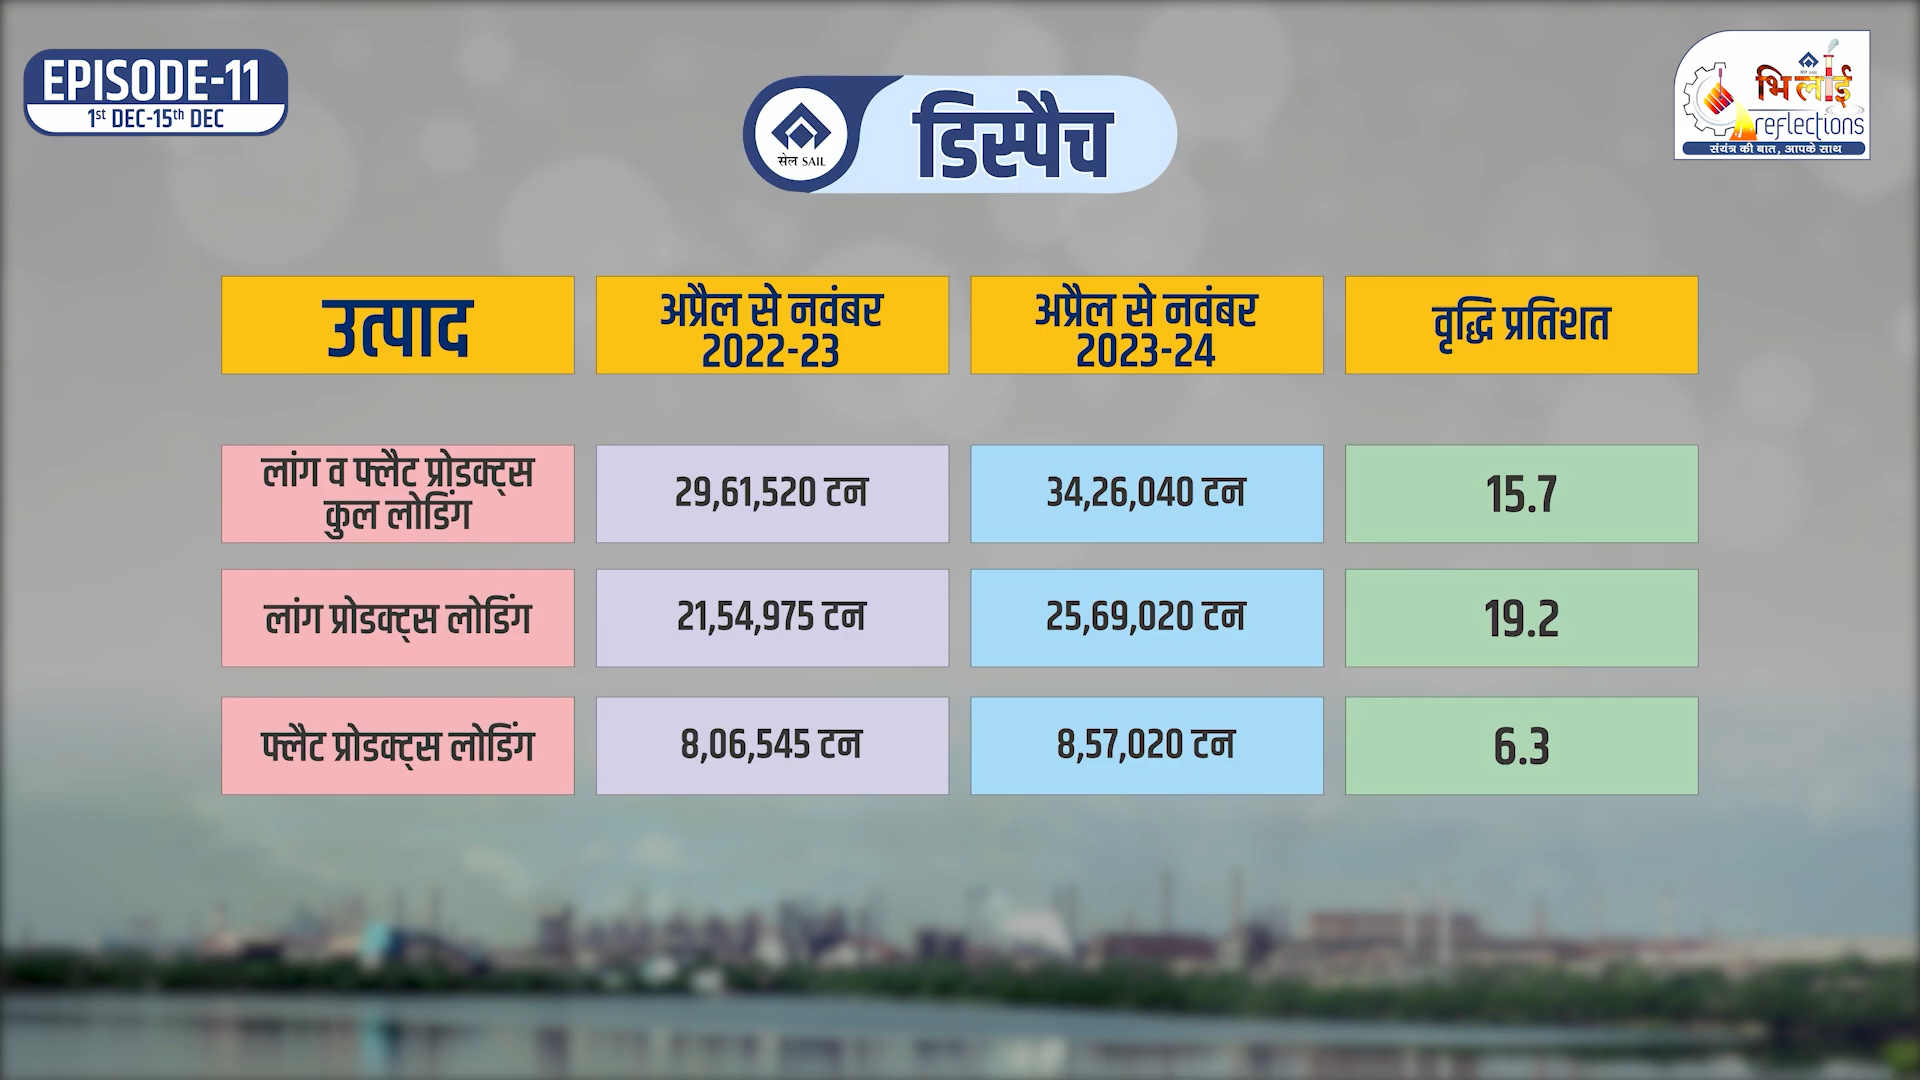 EPISODE-11
1st DEC-15th DEC
सेल SAIL
डिस्पैच
भिलाई
reflections
संयंत्र की बात, आपके साथ
उत्पाद
अप्रैल से नवंबर
2022-23
अप्रैल से नवंबर
2023-24
वृद्धि प्रतिशत
लांग व फ्लैट प्रोडक्ट्स
कुल लोडिंग
29,61,520 टन
34,26,040 टन
15.7
लांग प्रोडक्ट्स लोडिंग
21,54,975 टन
25,69,020 टन
19.2
फ्लैट प्रोडक्ट्स लोडिंग
8,06,545 टन
8,57,020 टन
6.3